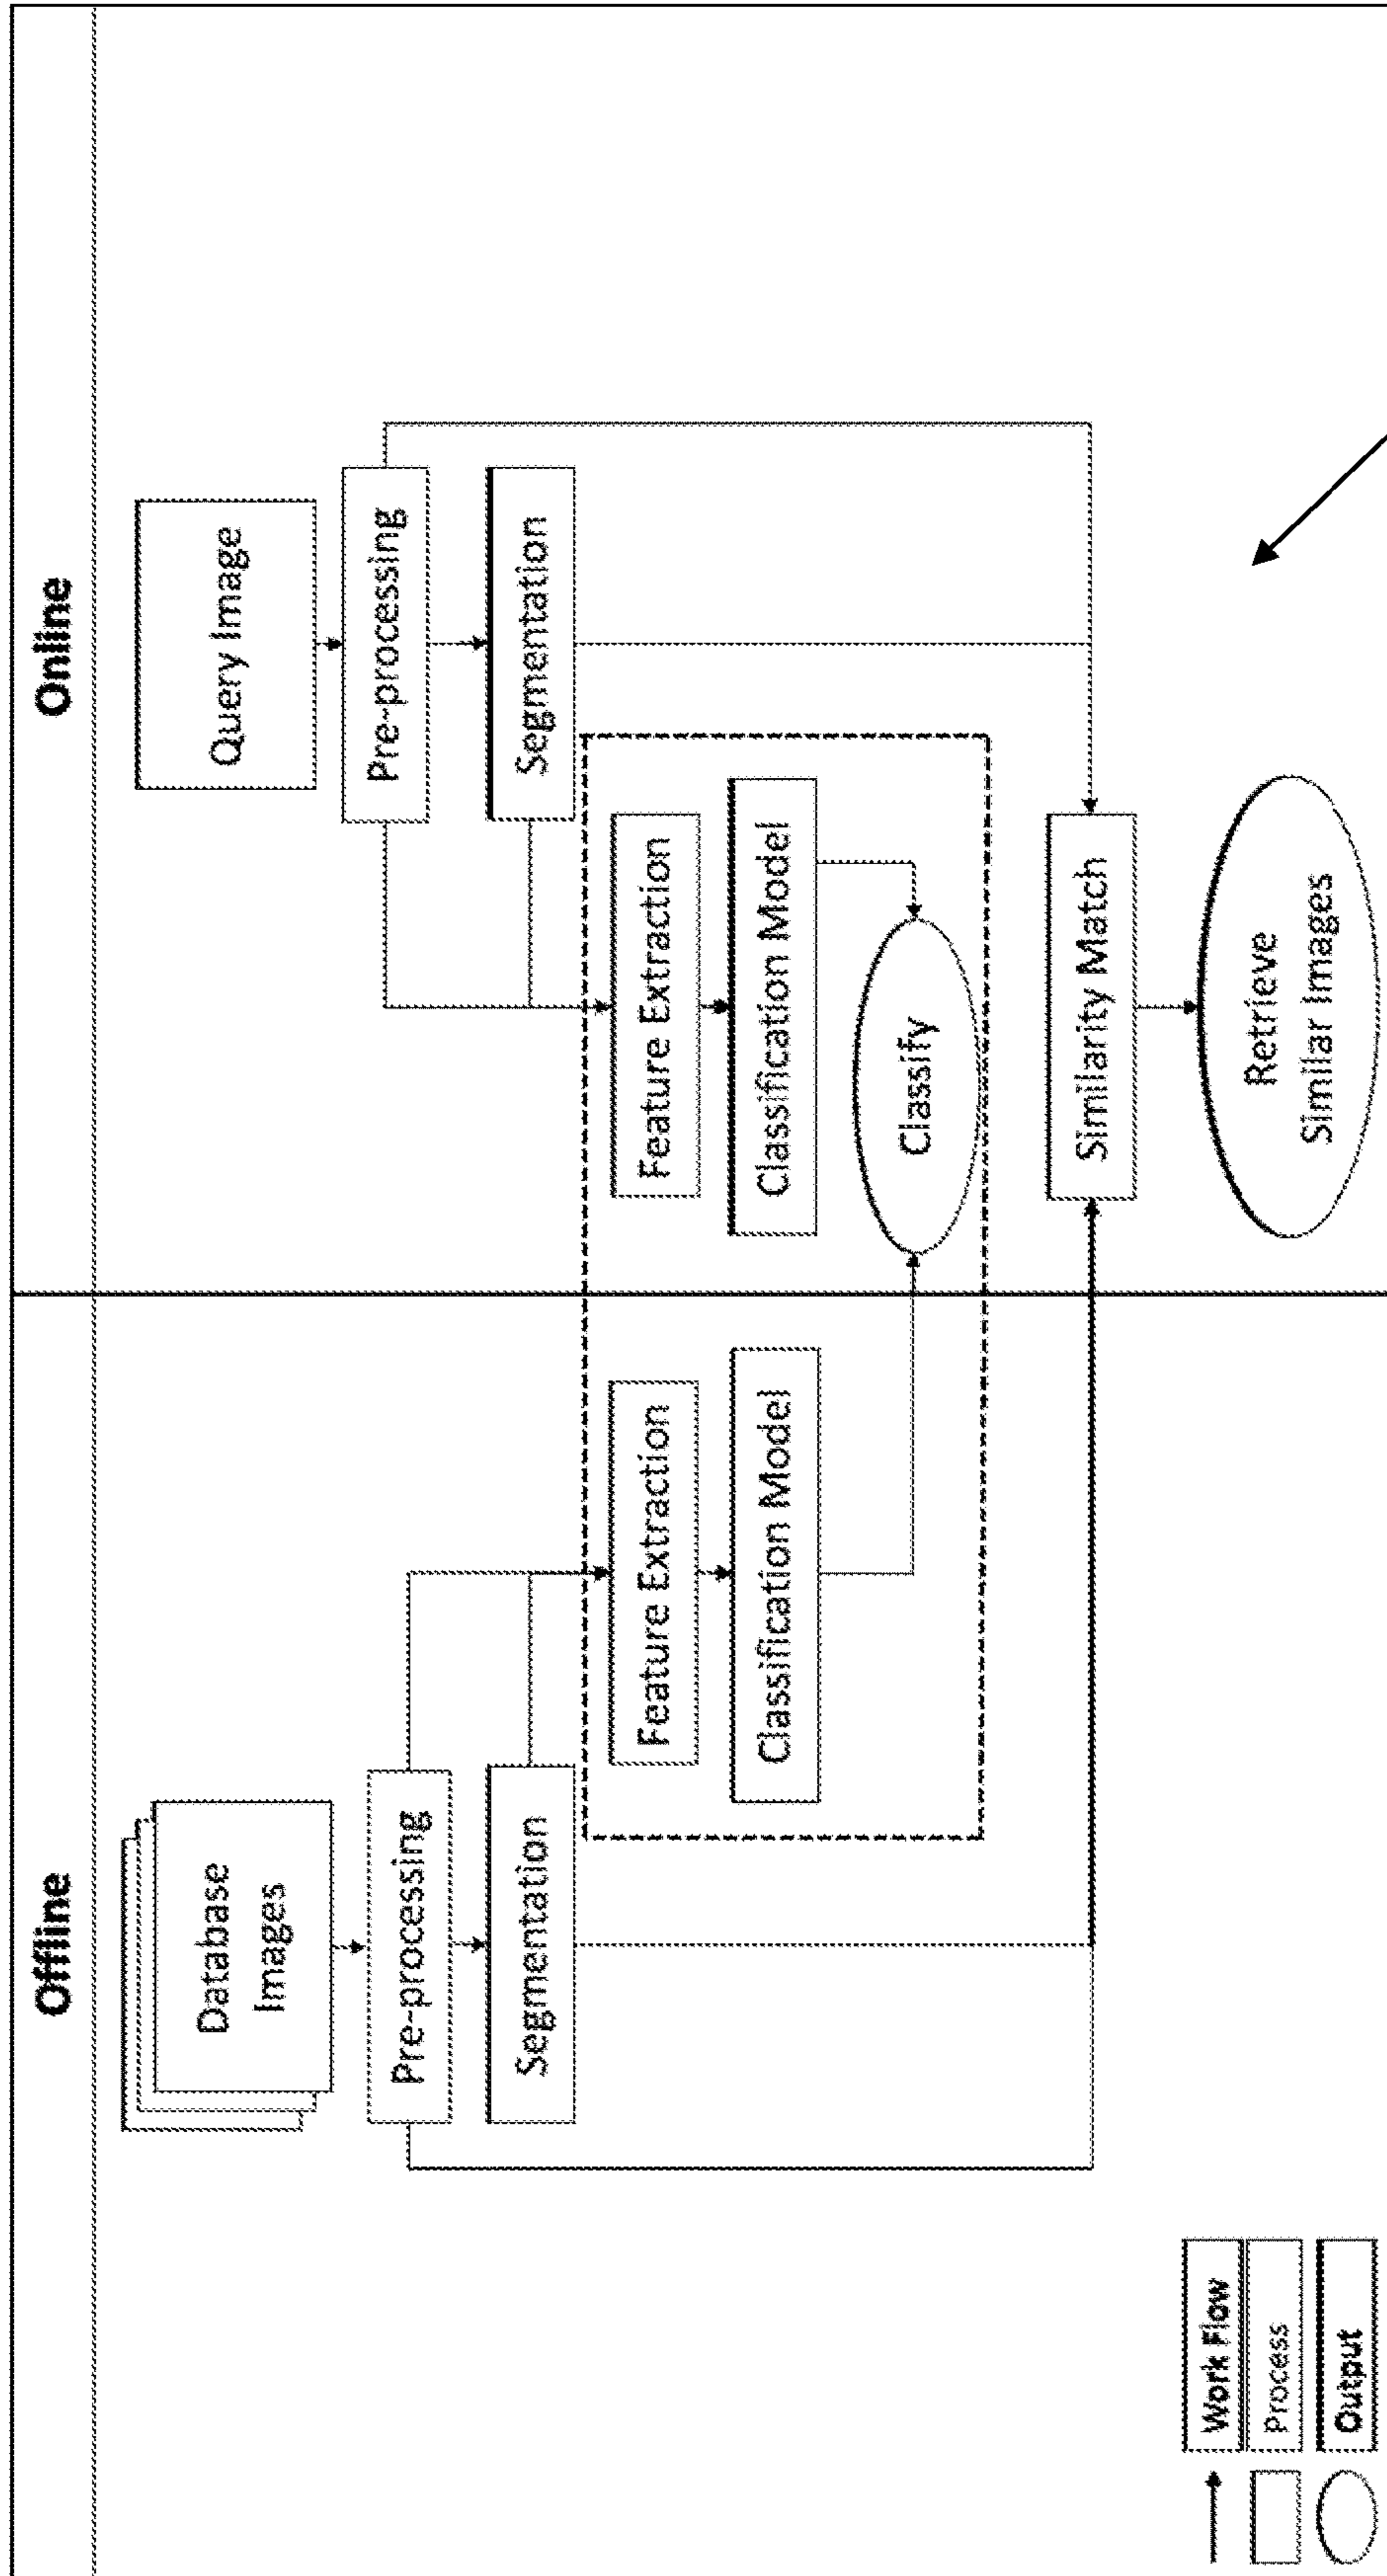 Offline
Online
Database
Images
Pre-processing
Segmentation
Feature Extraction
Classification Model
Query Image
Pre-processing
Segmentation
Feature Extraction
Classification Model
Classify
Similarity Match
Retrieve
Similar Images
Work Flow
Process
Output